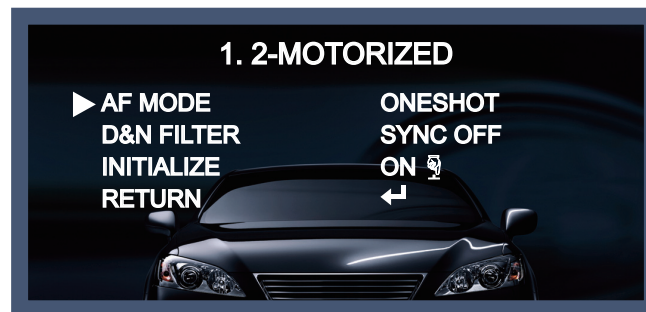 1. 2-MOTORIZED
AF MODE ONESHOT
D&N FILTER SYNC OFF
INITIALIZE ON
RETURN